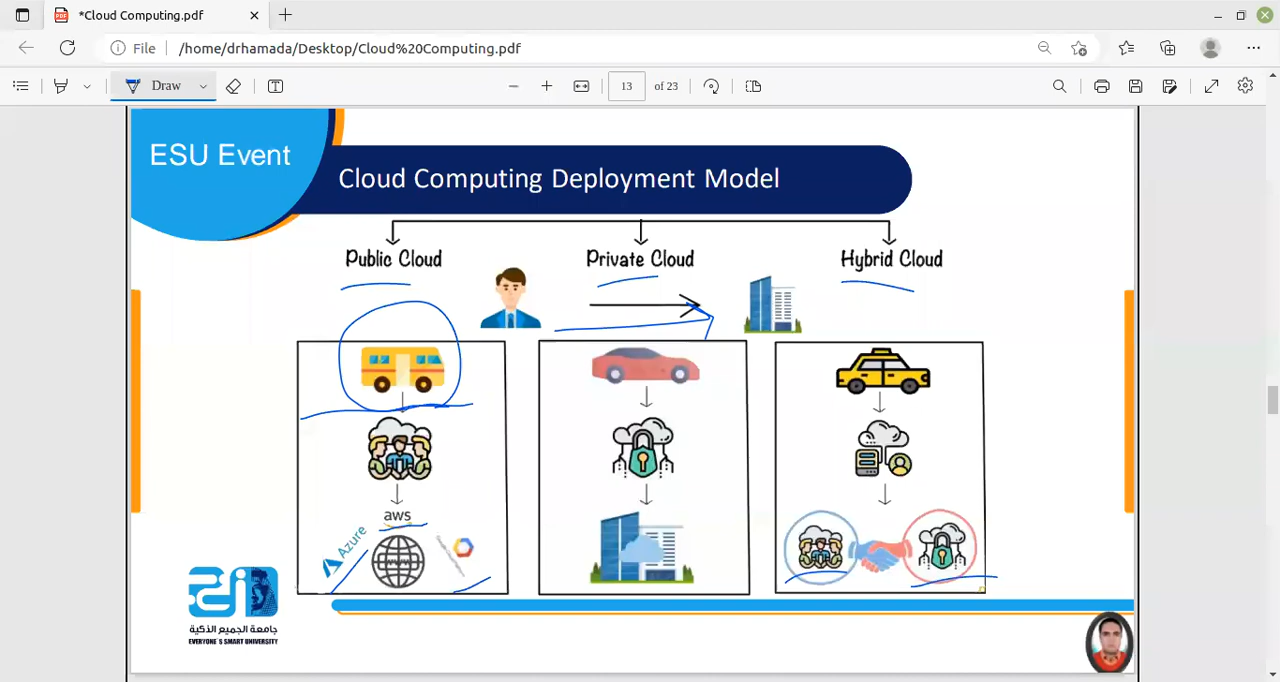 *Cloud Computing.pdf
File
/home/drhamada/Desktop/Cloud%20Computing.pdf
Draw
13
of 23
ESU Event
Cloud Computing Deployment Model
Public Cloud
Private Cloud
Hybrid Cloud
aws
Azure
www
جامعة الجميع الذكية
EVERYONE'S SMART UNIVERSITY